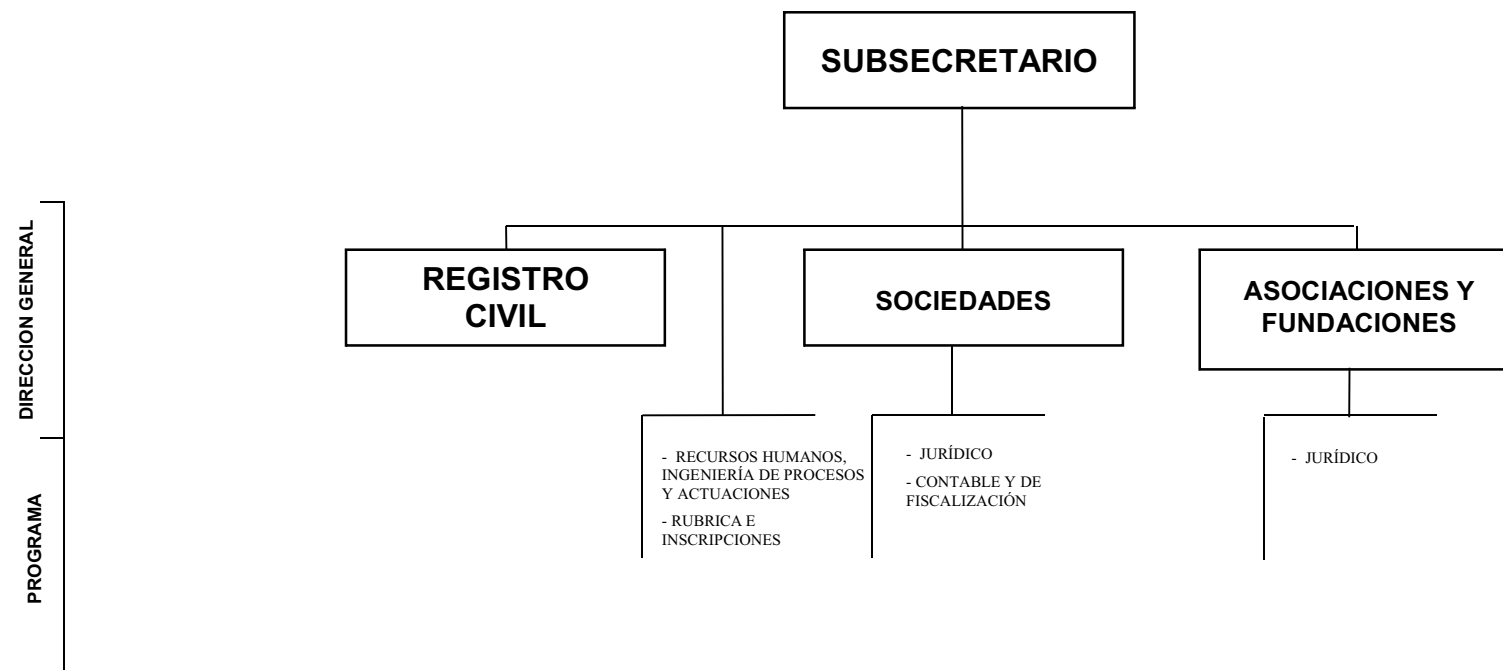 SUBSECRETARIO
DIRECCION GENERAL
REGISTRO
CIVIL
SOCIEDADES
ASOCIACIONES Y
FUNDACIONES
PROGRAMA
- RECURSOS HUMANOS,
INGENIERÍA DE PROCESOS
Y ACTUACIONES
- RUBRICA E
INSCRIPCIONES
- JURÍDICO
- CONTABLE Y DE
FISCALIZACIÓN
- JURÍDICO